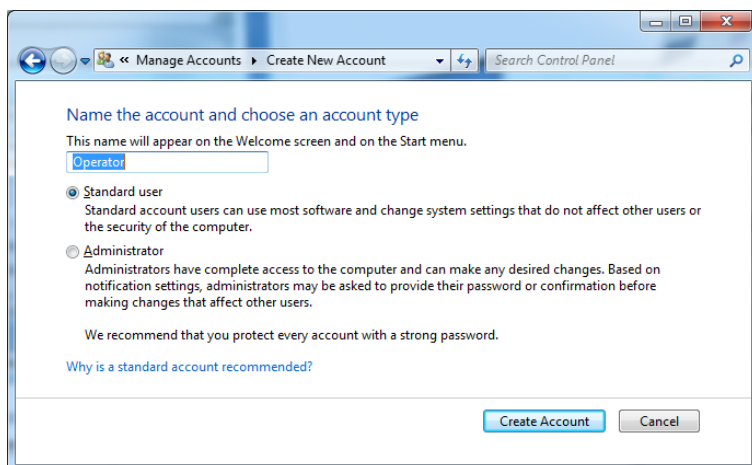 « Manage Accounts ▸ Create New Account Search Control Panel
Name the account and choose an account type
This name will appear on the Welcome screen and on the Start menu.
Operator
Standard user
Standard account users can use most software and change system settings that do not affect other users or
the security of the computer.
Administrator
Administrators have complete access to the computer and can make any desired changes. Based on
notification settings, administrators may be asked to provide their password or confirmation before
making changes that affect other users.
We recommend that you protect every account with a strong password.
Why is a standard account recommended?
Create Account Cancel